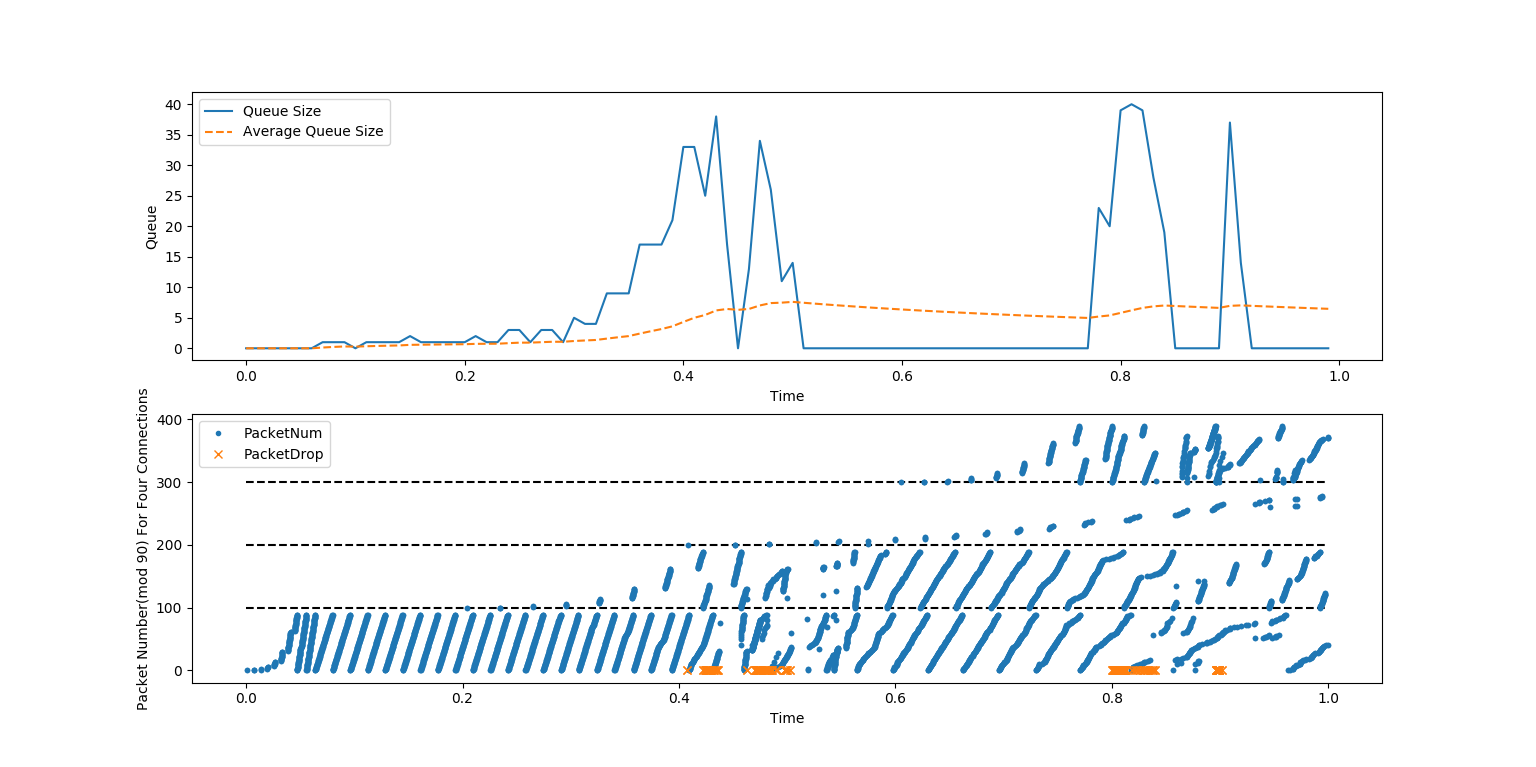 40
35
30
25
20
15
10
5
0
Queue
Queue Size
Average Queue Size
0.0 0.2 0.4 0.6 0.8 1.0
Time
400
300
200
100
0
Packet Number(mod 90) For Four Connections
PacketNum
PacketDrop
0.0 0.2 0.4 0.6 0.8 1.0
Time